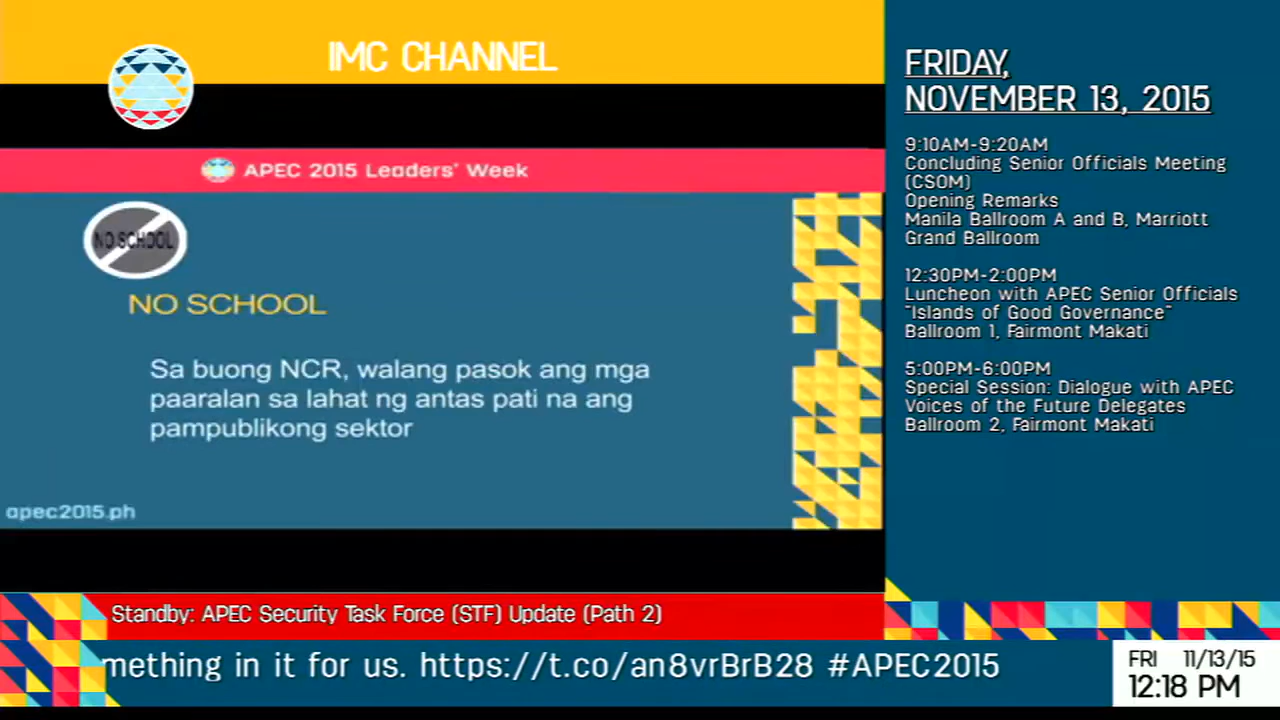 IMC CHANNEL
APEC 2015 Leaders' Week
NO SCHOOL
NO SCHOOL
Sa buong NCR, walang pasok ang mga
paaralan sa lahat ng antas pati na ang
pampublikong sektor
apec2015.ph
FRIDAY,
NOVEMBER 13, 2015
9:10AM-9:20AM
Concluding Senior Officials Meeting
(CSOM)
Opening Remarks
Manila Ballroom A and B, Marriott
Grand Ballroom
12:30PM-2:00PM
Luncheon with APEC Senior Officials
"Islands of Good Governance"
Ballroom 1, Fairmont Makati
5:00PM-6:00PM
Special Session: Dialogue with APEC
Voices of the Future Delegates
Ballroom 2, Fairmont Makati
Standby: APEC Security Task Force (STF) Update (Path 2)
mething in it for us. https://t.co/an8vrBrB28 #APEC2015
FRI 11/13/15
12:18 PM